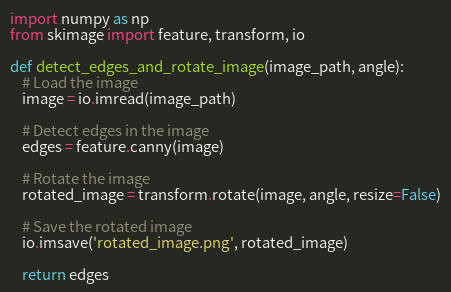 import numpy as np
from skimage import feature, transform, io
def detect_edges_and_rotate_image(image_path, angle):
# Load the image
image = io.imread(image_path)
# Detect edges in the image
edges = feature.canny(image)
# Rotate the image
rotated_image = transform.rotate(image, angle, resize=False)
# Save the rotated image
io.imsave('rotated_image.png', rotated_image)
return edges